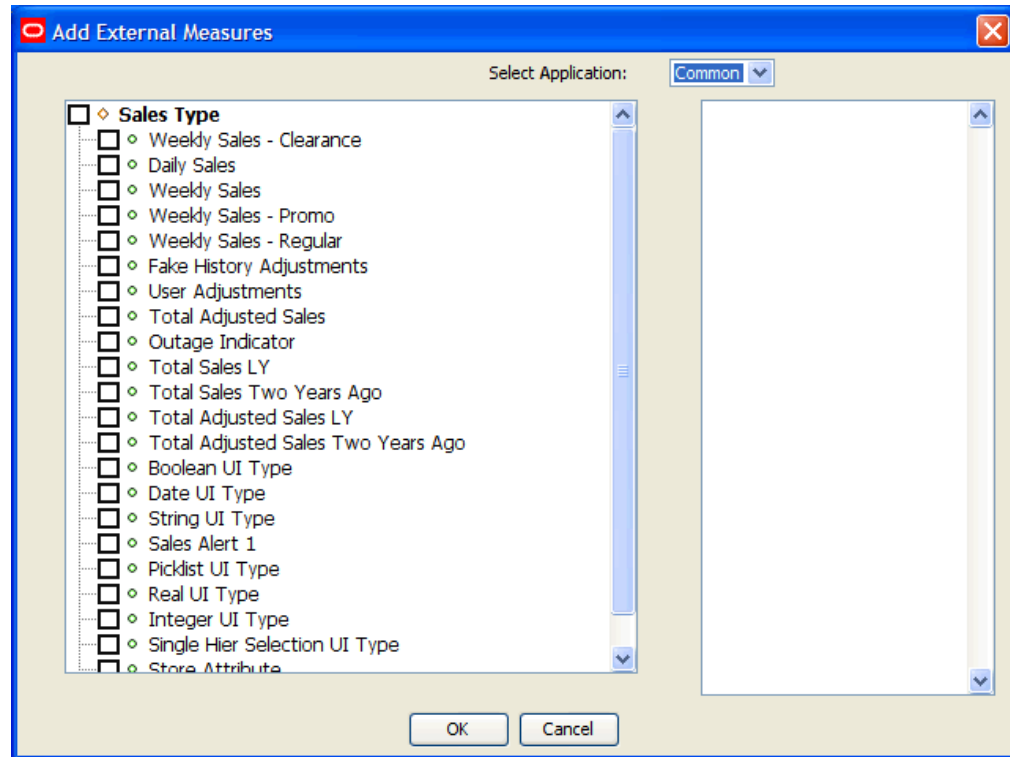 Add External Measures
Select Application: Common
Sales Type
Weekly Sales - Clearance
Daily Sales
Weekly Sales
Weekly Sales - Promo
Weekly Sales - Regular
Fake History Adjustments
User Adjustments
Total Adjusted Sales
Outage Indicator
Total Sales LY
Total Sales Two Years Ago
Total Adjusted Sales LY
Total Adjusted Sales Two Years Ago
Boolean UI Type
Date UI Type
String UI Type
Sales Alert 1
Picklist UI Type
Real UI Type
Integer UI Type
Single Hier Selection UI Type
Store Attribute
OK Cancel